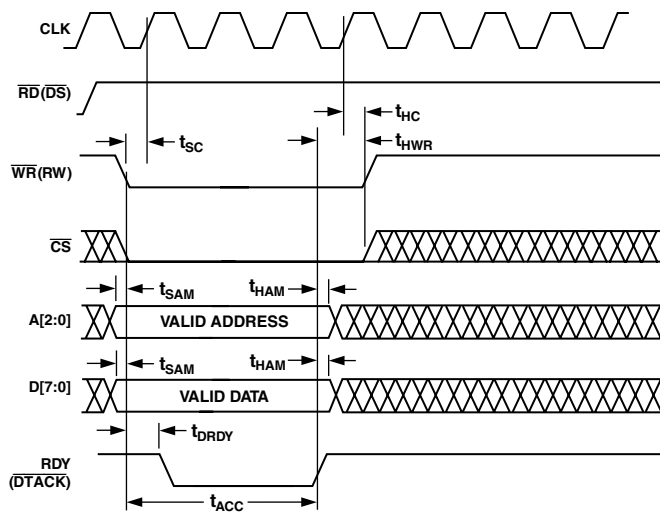 CLK
RD(DS)
tHC
tSC
tHWR
WR(RW)
CS
tSAM
tHAM
A[2:0]
VALID ADDRESS
tSAM
tHAM
D[7:0]
VALID DATA
tDRDY
RDY
(DTACK)
tACC